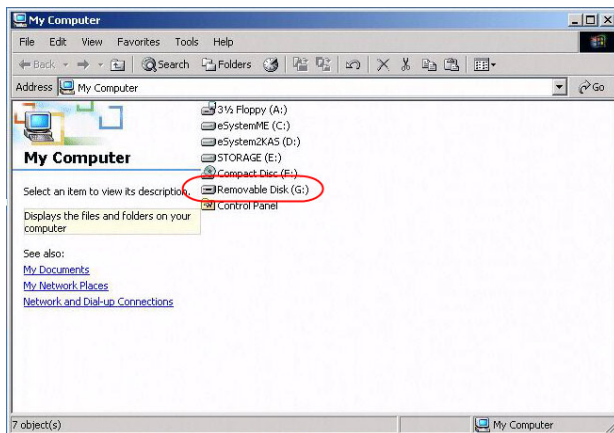 My Computer
File Edit View Favorites Tools Help
Back Search Folders
Address My Computer Go
3½ Floppy (A:)
eSystemME (C:)
eSystem2KAS (D:)
STORAGE (E:)
Compact Disc (F:)
Removable Disk (G:)
Control Panel
My Computer
Select an item to view its description.
Displays the files and folders on your
computer
See also:
My Documents
My Network Places
Network and Dial-up Connections
7 object(s) My Computer